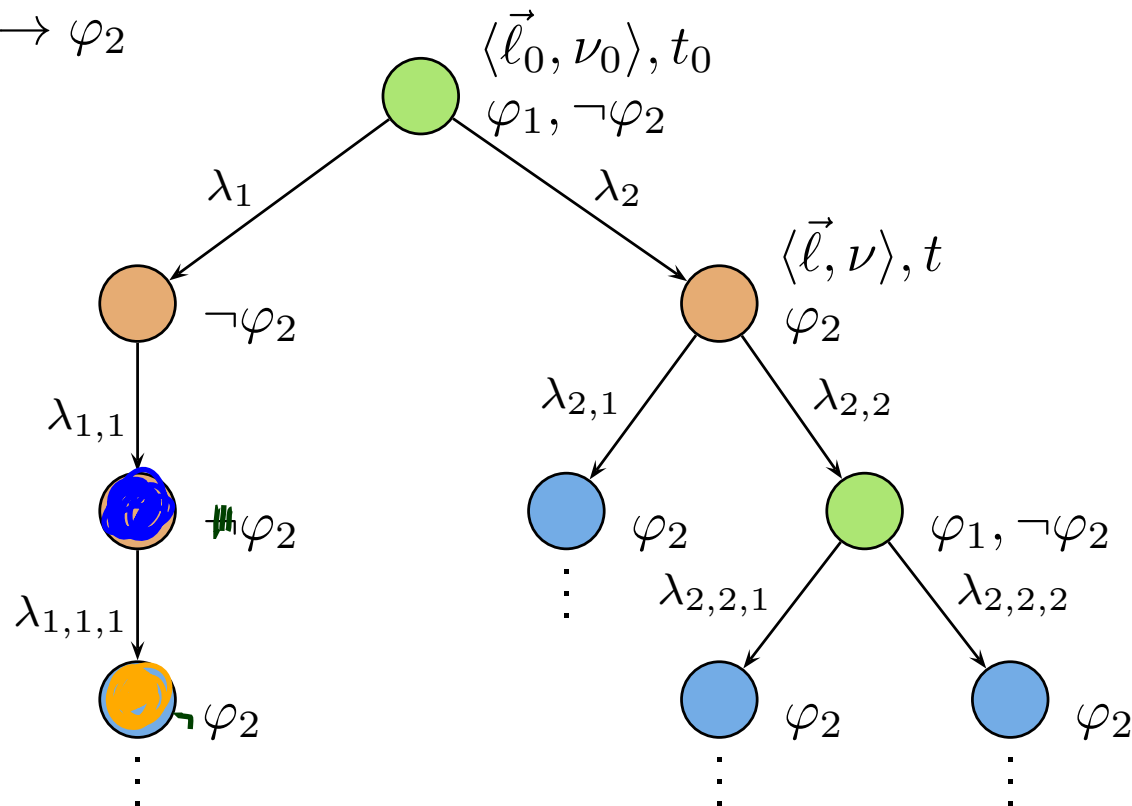 ⟶ φ₂
⟨ℓ⃗₀, ν₀⟩, t₀
φ₁, ¬φ₂
λ₁
λ₂
⟨ℓ⃗, ν⟩, t
¬φ₂
φ₂
λ₁,₁
λ₂,₁
λ₂,₂
φ₂
φ₂
φ₁, ¬φ₂
λ₁,₁,₁
λ₂,₂,₁
λ₂,₂,₂
¬φ₂
φ₂
φ₂